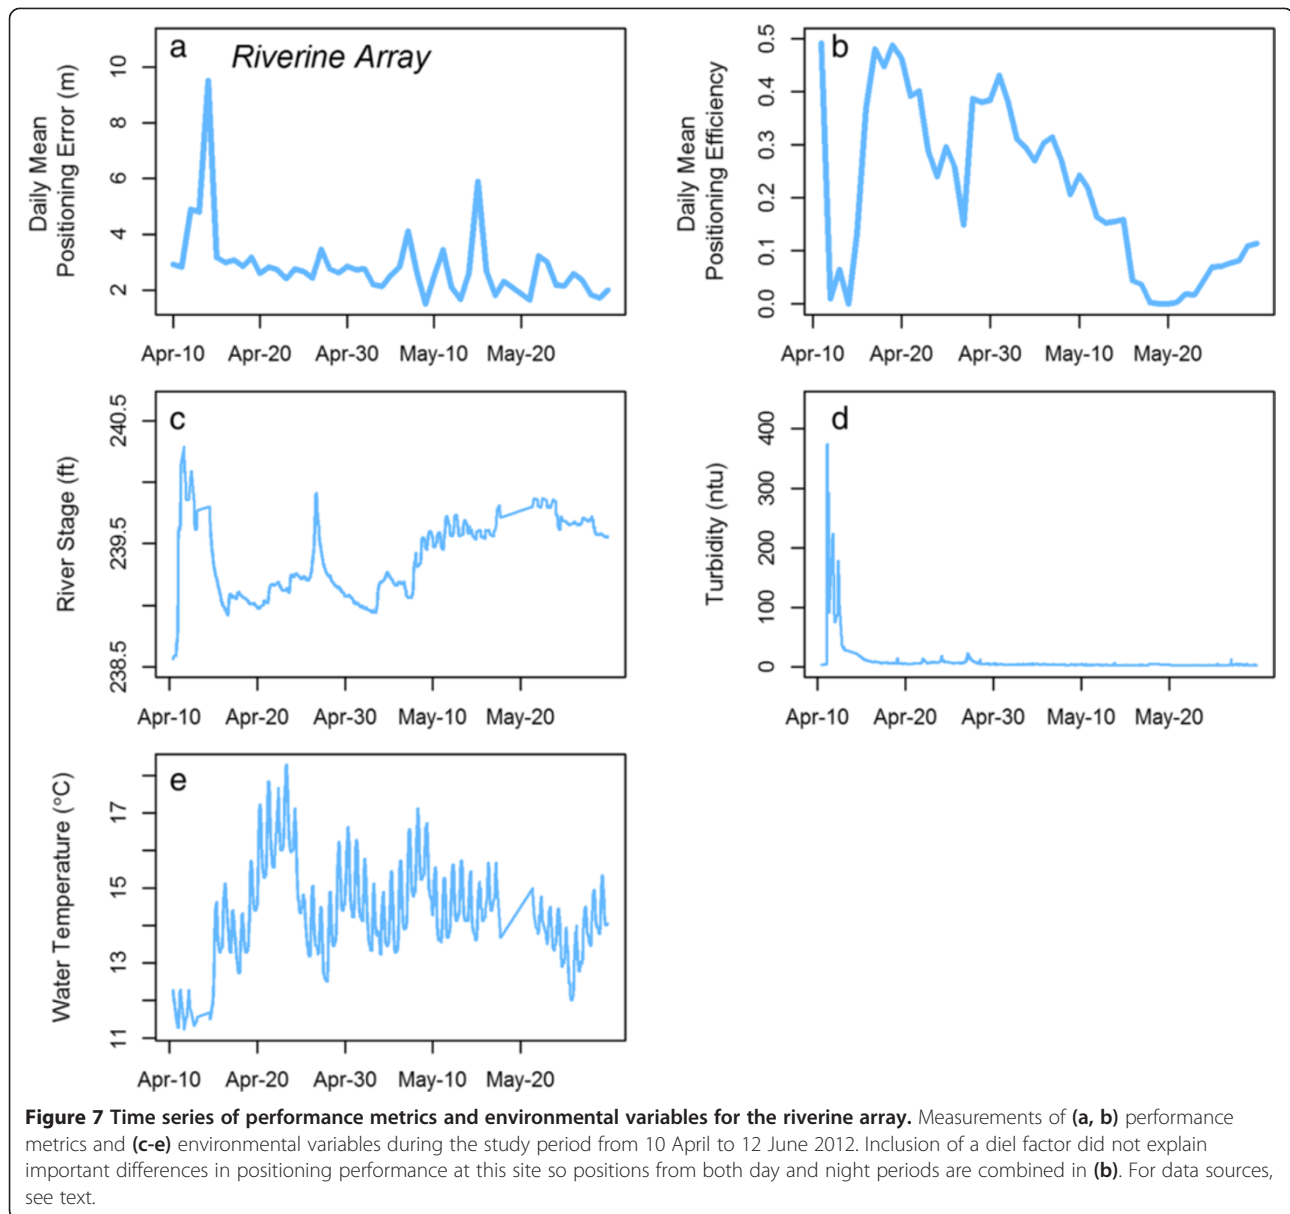 a
Riverine Array
Daily Mean
Positioning Error (m)
10
8
6
4
2
Apr-10 Apr-20 Apr-30 May-10 May-20
b
Daily Mean
Positioning Efficiency
0.5
0.4
0.3
0.2
0.1
0.0
Apr-10 Apr-20 Apr-30 May-10 May-20
c
River Stage (ft)
240.5
239.5
238.5
Apr-10 Apr-20 Apr-30 May-10 May-20
d
Turbidity (ntu)
400
300
200
100
0
Apr-10 Apr-20 Apr-30 May-10 May-20
e
Water Temperature (°C)
17
15
13
11
Apr-10 Apr-20 Apr-30 May-10 May-20
Figure 7 Time series of performance metrics and environmental variables for the riverine array. Measurements of (a, b) performance
metrics and (c-e) environmental variables during the study period from 10 April to 12 June 2012. Inclusion of a diel factor did not explain
important differences in positioning performance at this site so positions from both day and night periods are combined in (b). For data sources,
see text.